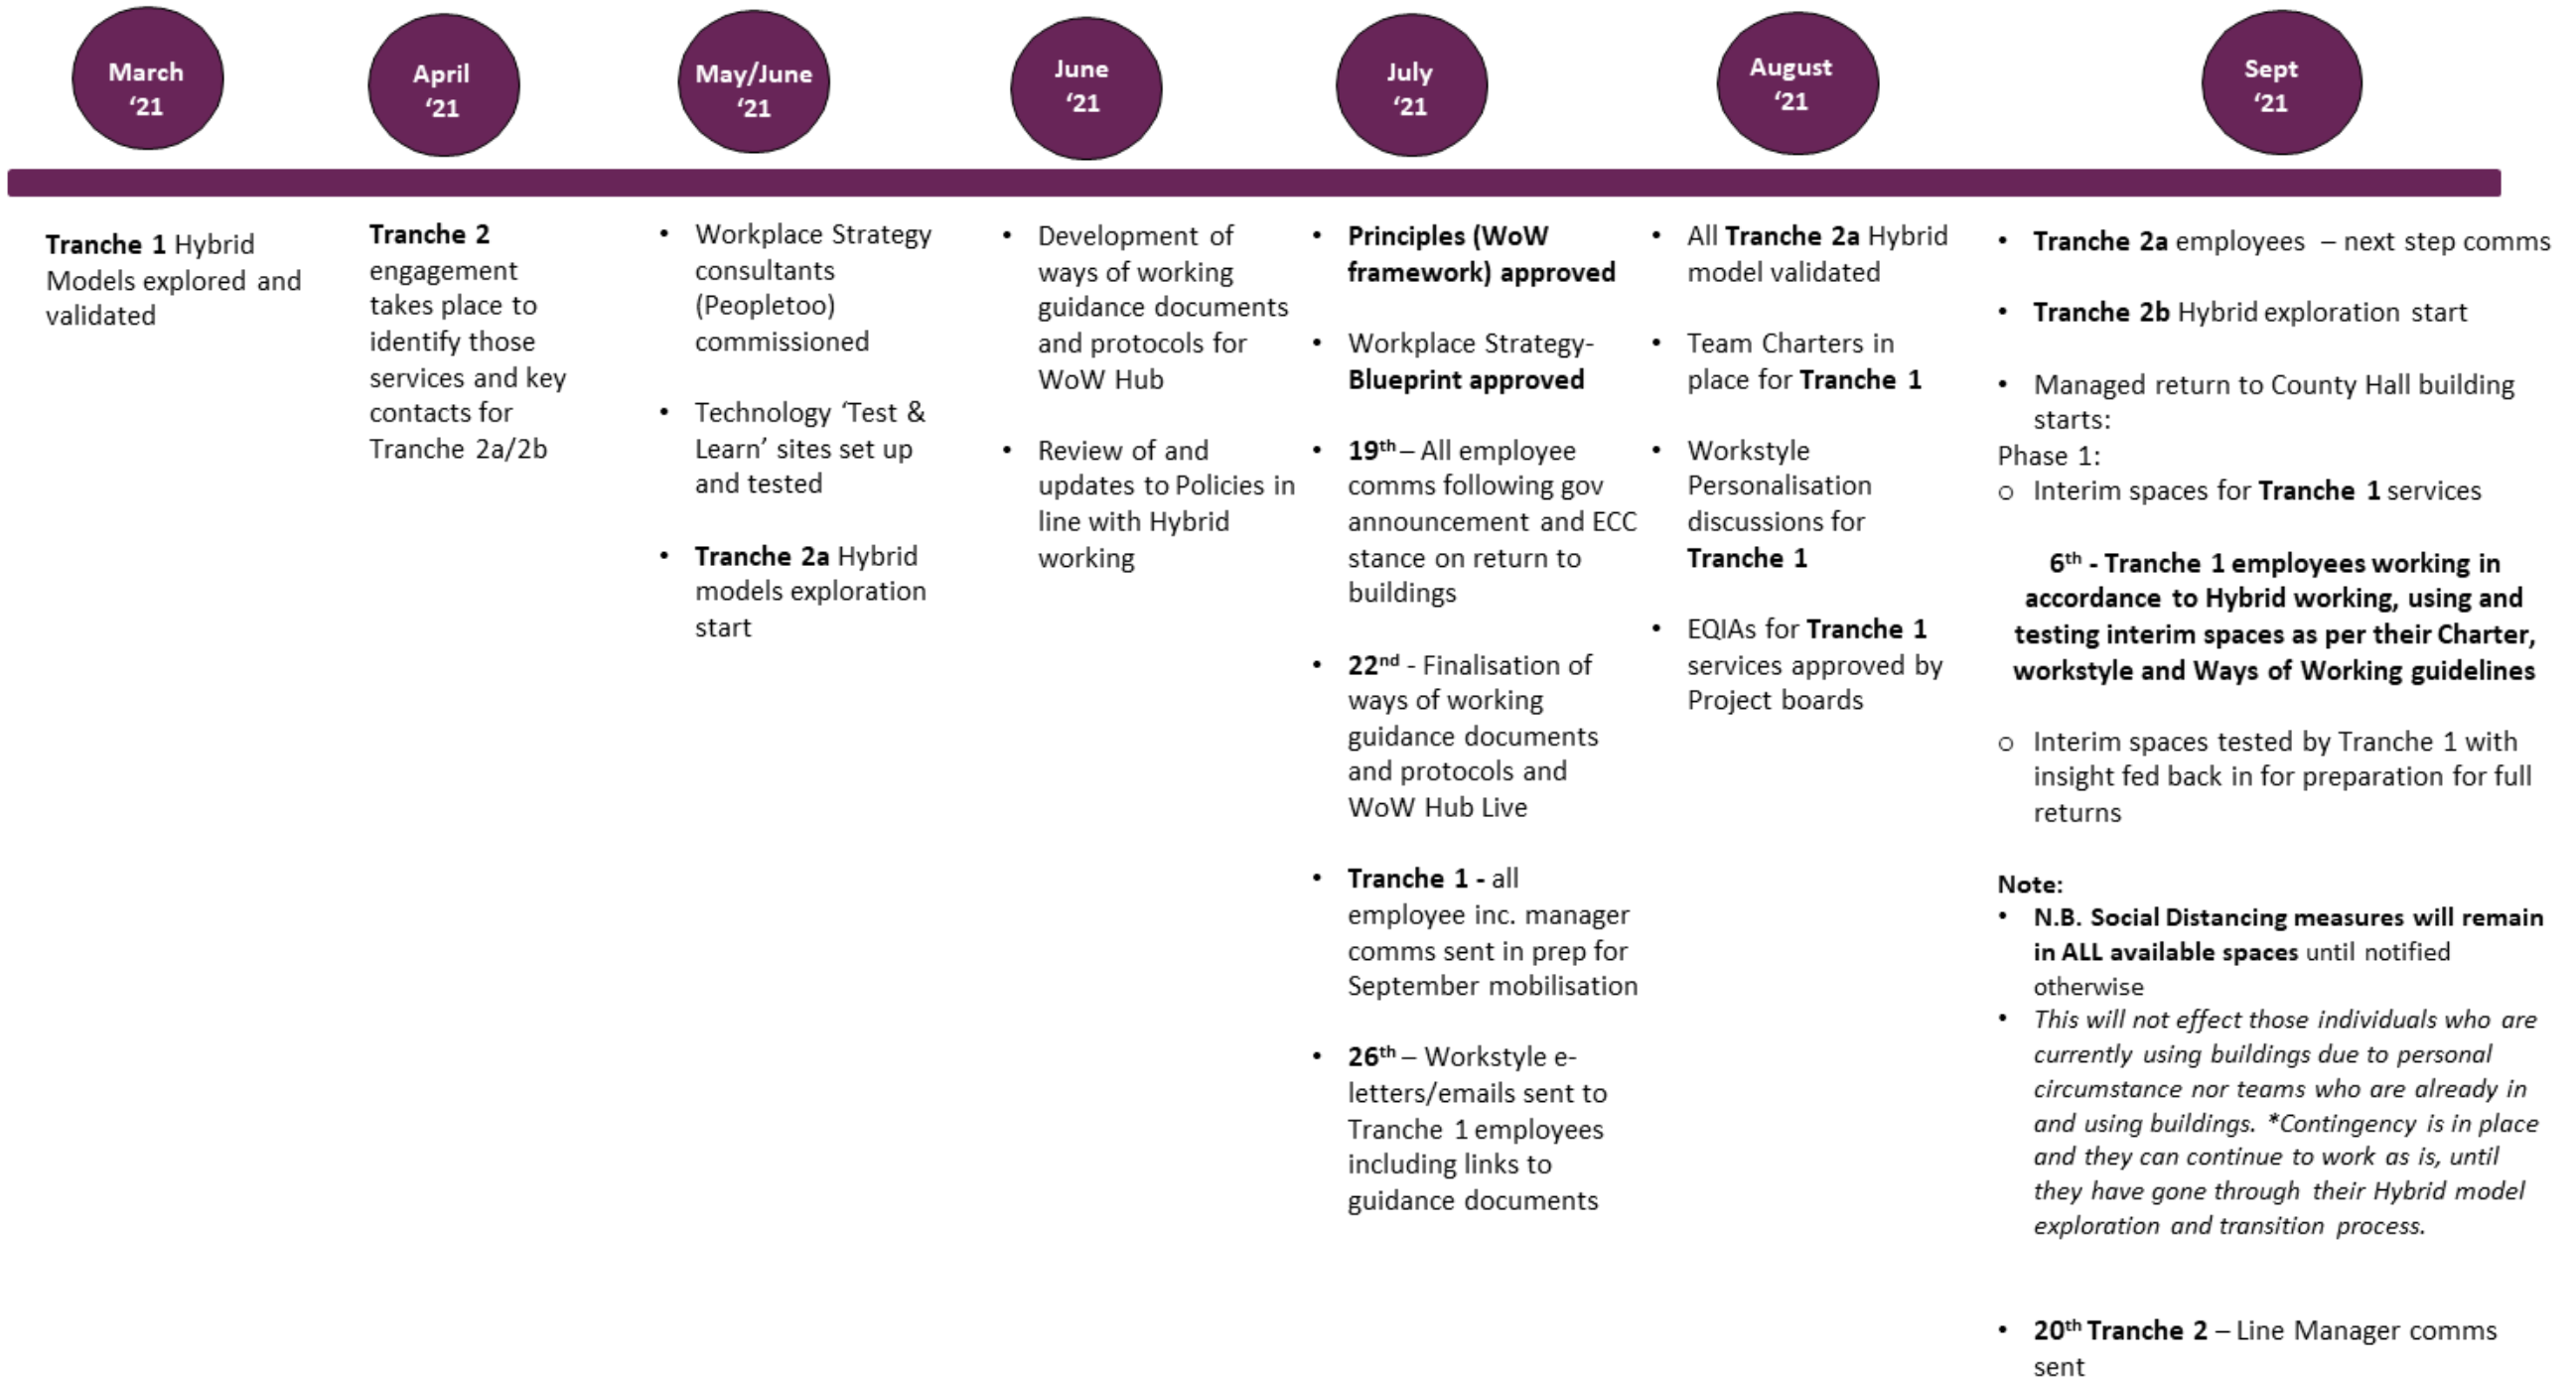 March
‘21
April
‘21
May/June
‘21
June
‘21
July
‘21
August
‘21
Sept
‘21
Tranche 1 Hybrid
Models explored and
validated
Tranche 2
engagement
takes place to
identify those
services and key
contacts for
Tranche 2a/2b
• Workplace Strategy
consultants
(Peopletoo)
commissioned
• Technology ‘Test &
Learn’ sites set up
and tested
• Tranche 2a Hybrid
models exploration
start
• Development of
ways of working
guidance documents
and protocols for
WoW Hub
• Review of and
updates to Policies in
line with Hybrid
working
• Principles (WoW
framework) approved
• Workplace Strategy-
Blueprint approved
• 19th – All employee
comms following gov
announcement and ECC
stance on return to
buildings
• 22nd - Finalisation of
ways of working
guidance documents
and protocols and
WoW Hub Live
• Tranche 1 - all
employee inc. manager
comms sent in prep for
September mobilisation
• 26th – Workstyle e-
letters/emails sent to
Tranche 1 employees
including links to
guidance documents
• All Tranche 2a Hybrid
model validated
• Team Charters in
place for Tranche 1
• Workstyle
Personalisation
discussions for
Tranche 1
• EQIAs for Tranche 1
services approved by
Project boards
• Tranche 2a employees – next step comms
• Tranche 2b Hybrid exploration start
• Managed return to County Hall building
starts:
Phase 1:
o Interim spaces for Tranche 1 services
6th - Tranche 1 employees working in
accordance to Hybrid working, using and
testing interim spaces as per their Charter,
workstyle and Ways of Working guidelines
o Interim spaces tested by Tranche 1 with
insight fed back in for preparation for full
returns
Note:
• N.B. Social Distancing measures will remain
in ALL available spaces until notified
otherwise
• This will not effect those individuals who are
currently using buildings due to personal
circumstance nor teams who are already in
and using buildings. *Contingency is in place
and they can continue to work as is, until
they have gone through their Hybrid model
exploration and transition process.
• 20th Tranche 2 – Line Manager comms
sent